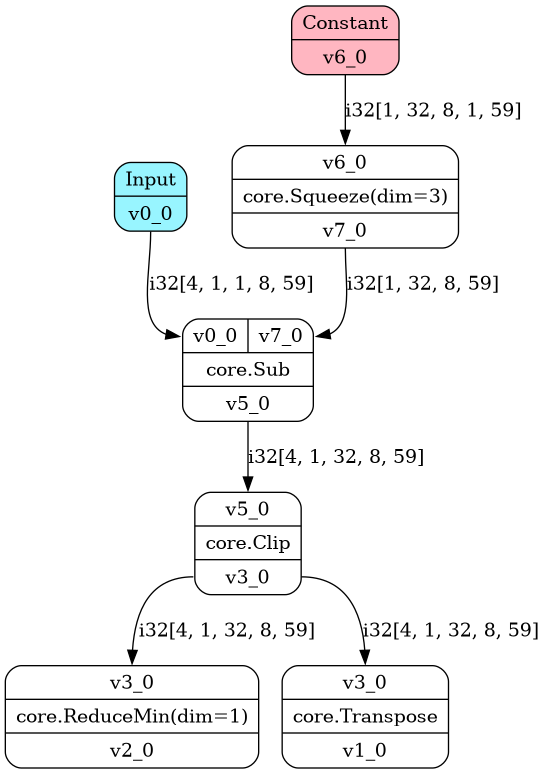 Constant
v6_0
i32[1, 32, 8, 1, 59]
Input
v0_0
v6_0
core.Squeeze(dim=3)
v7_0
i32[4, 1, 1, 8, 59]
i32[1, 32, 8, 59]
v0_0 v7_0
core.Sub
v5_0
i32[4, 1, 32, 8, 59]
v5_0
core.Clip
v3_0
i32[4, 1, 32, 8, 59]
i32[4, 1, 32, 8, 59]
v3_0
core.ReduceMin(dim=1)
v2_0
v3_0
core.Transpose
v1_0